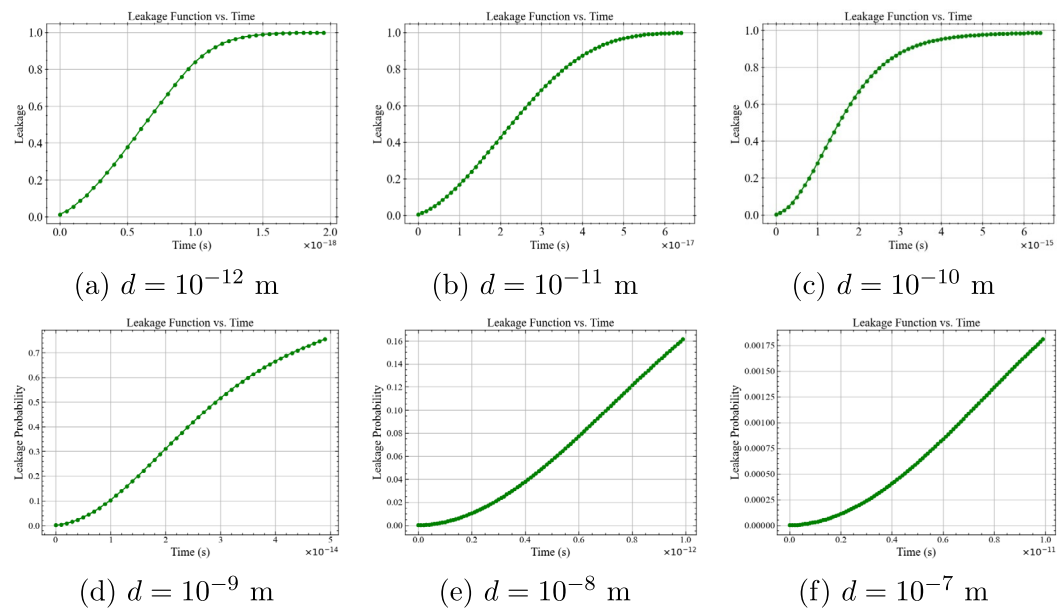 Leakage Function vs. Time
Leakage
1.0
0.8
0.6
0.4
0.2
0.0
0.0 0.5 1.0 1.5 2.0
Time (s)
×10⁻¹⁸
(a) d = 10⁻¹² m
Leakage Function vs. Time
Leakage
1.0
0.8
0.6
0.4
0.2
0.0
0 1 2 3 4 5 6
Time (s)
×10⁻¹⁷
(b) d = 10⁻¹¹ m
Leakage Function vs. Time
Leakage
1.0
0.8
0.6
0.4
0.2
0.0
0 1 2 3 4 5 6
Time (s)
×10⁻¹⁵
(c) d = 10⁻¹⁰ m
Leakage Function vs. Time
Leakage Probability
0.7
0.6
0.5
0.4
0.3
0.2
0.1
0.0
0 1 2 3 4 5
Time (s)
×10⁻¹⁴
(d) d = 10⁻⁹ m
Leakage Function vs. Time
Leakage Probability
0.16
0.14
0.12
0.10
0.08
0.06
0.04
0.02
0.00
0.0 0.2 0.4 0.6 0.8 1.0
Time (s)
×10⁻¹²
(e) d = 10⁻⁸ m
Leakage Function vs. Time
Leakage Probability
0.00175
0.00150
0.00125
0.00100
0.00075
0.00050
0.00025
0.00000
0.0 0.2 0.4 0.6 0.8 1.0
Time (s)
×10⁻¹¹
(f) d = 10⁻⁷ m